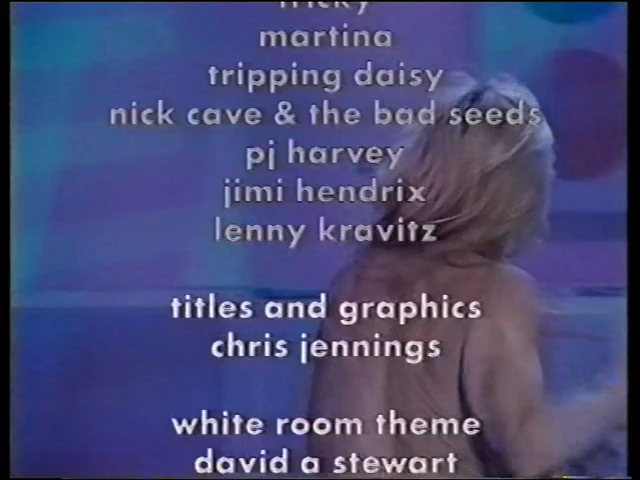 tricky
martina
tripping daisy
nick cave & the bad seeds
pj harvey
jimi hendrix
lenny kravitz
titles and graphics
chris jennings
white room theme
david a stewart